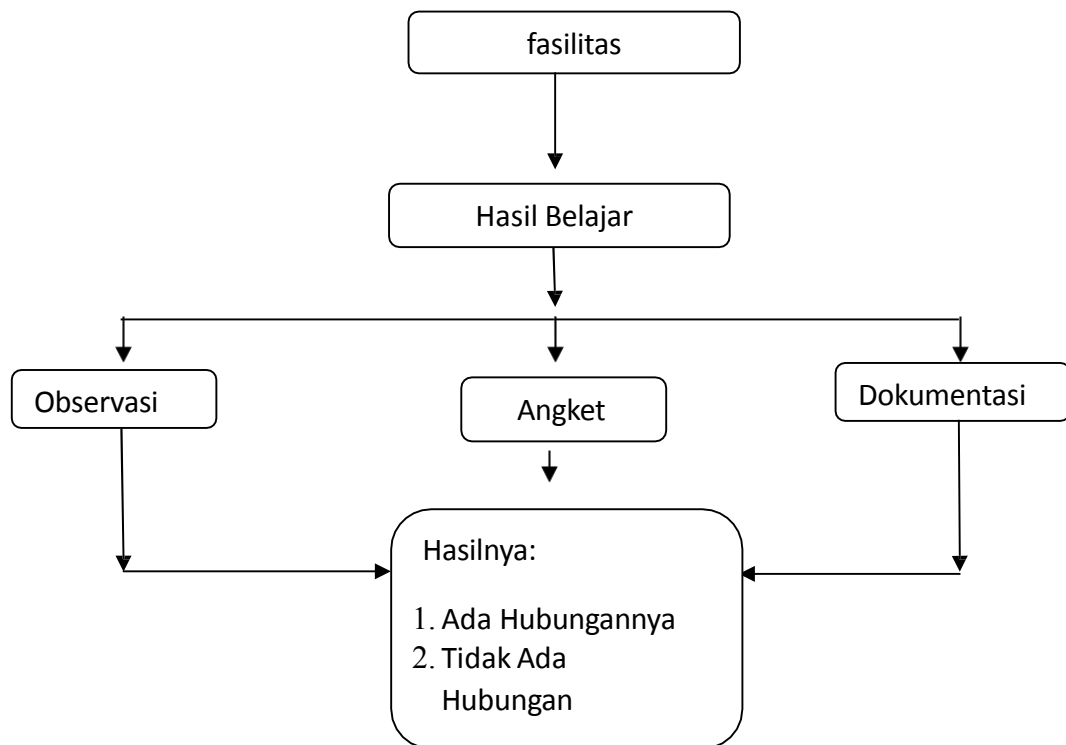 fasilitas
Hasil Belajar
Observasi
Angket
Dokumentasi
Hasilnya:
1. Ada Hubungannya
2. Tidak Ada
Hubungan